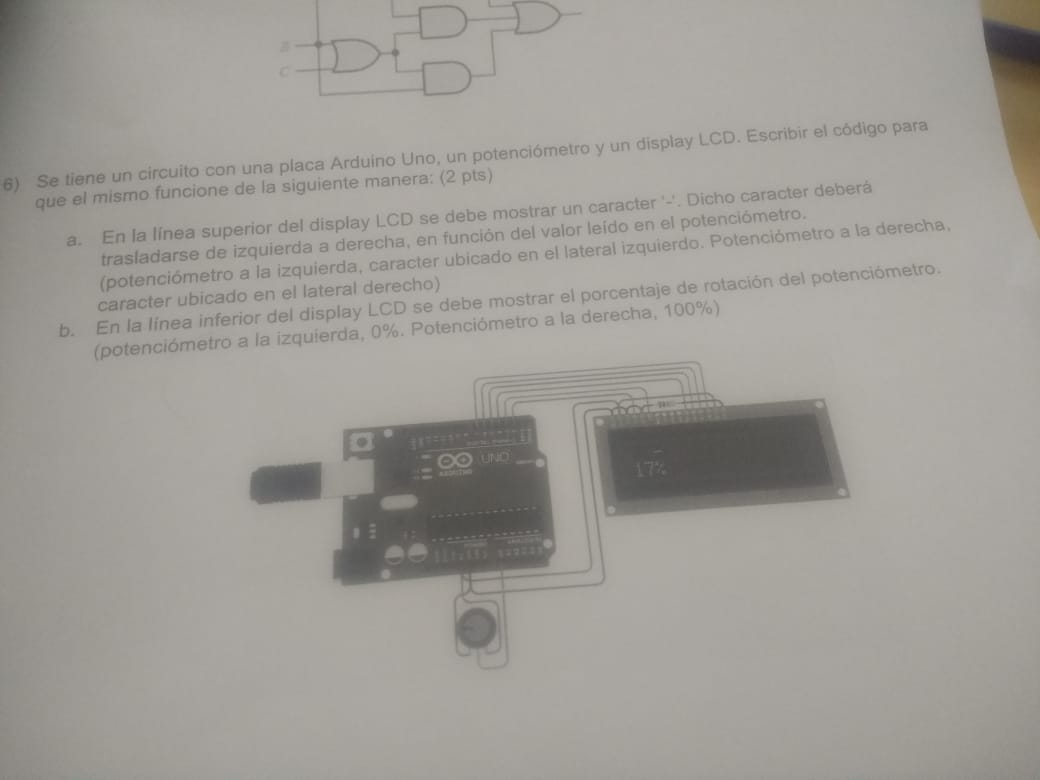 B
C
6) Se tiene un circuito con una placa Arduino Uno, un potenciómetro y un display LCD. Escribir el código para
que el mismo funcione de la siguiente manera: (2 pts)
a. En la línea superior del display LCD se debe mostrar un caracter '-'. Dicho caracter deberá
trasladarse de izquierda a derecha, en función del valor leído en el potenciómetro.
(potenciómetro a la izquierda, caracter ubicado en el lateral izquierdo. Potenciómetro a la derecha,
caracter ubicado en el lateral derecho)
b. En la línea inferior del display LCD se debe mostrar el porcentaje de rotación del potenciómetro.
(potenciómetro a la izquierda, 0%. Potenciómetro a la derecha, 100%)
UNO
ARDUINO
-
17%